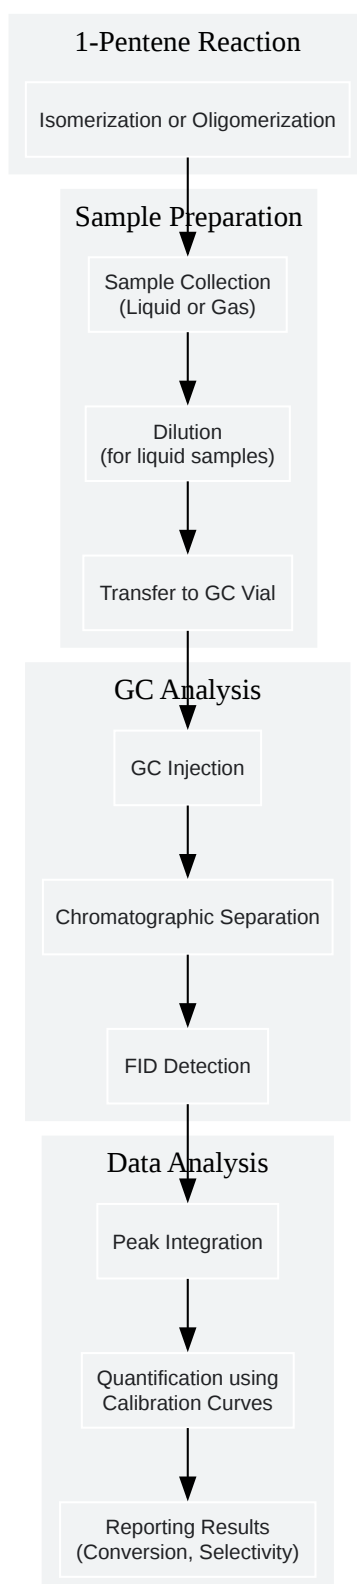 1-Pentene Reaction
Isomerization or Oligomerization
Sample Preparation
Sample Collection
(Liquid or Gas)
Dilution
(for liquid samples)
Transfer to GC Vial
GC Analysis
GC Injection
Chromatographic Separation
FID Detection
Data Analysis
Peak Integration
Quantification using
Calibration Curves
Reporting Results
(Conversion, Selectivity)